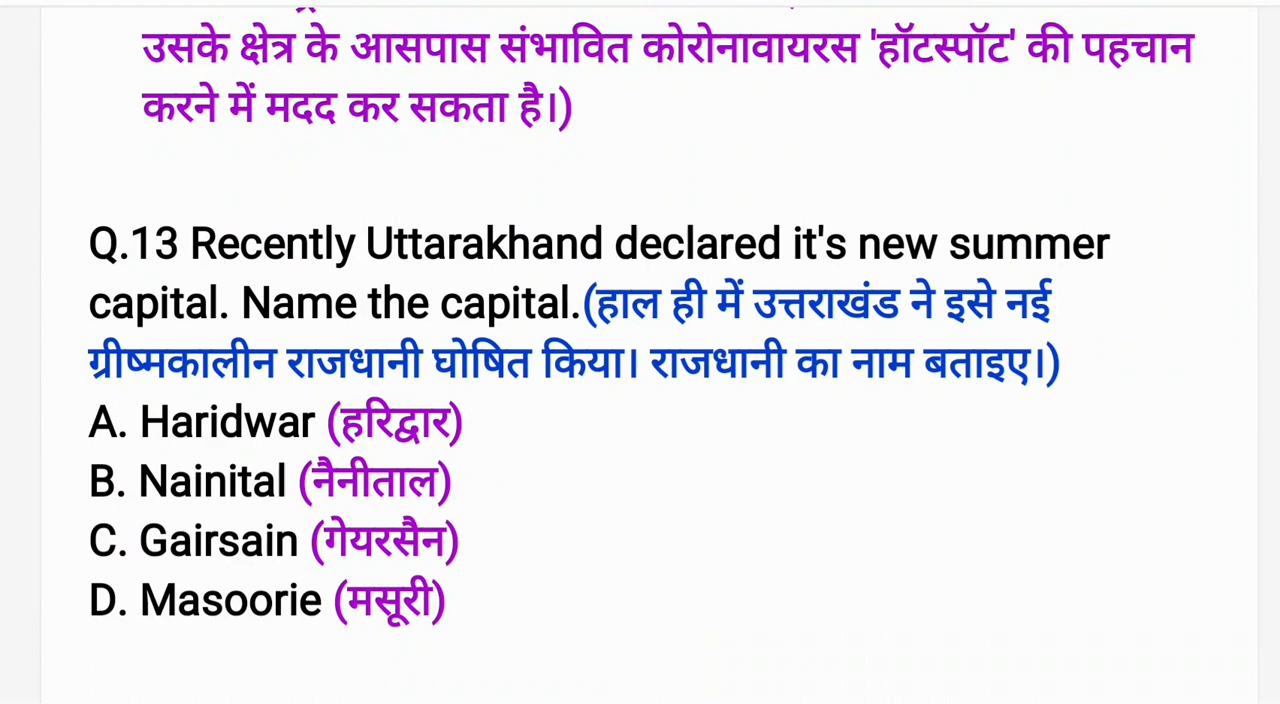 उसके क्षेत्र के आसपास संभावित कोरोनावायरस 'हॉटस्पॉट' की पहचान
करने में मदद कर सकता है।)
Q.13 Recently Uttarakhand declared it's new summer
capital. Name the capital.(हाल ही में उत्तराखंड ने इसे नई
ग्रीष्मकालीन राजधानी घोषित किया। राजधानी का नाम बताइए।)
A. Haridwar (हरिद्वार)
B. Nainital (नैनीताल)
C. Gairsain (गेयरसैन)
D. Masoorie (मसूरी)